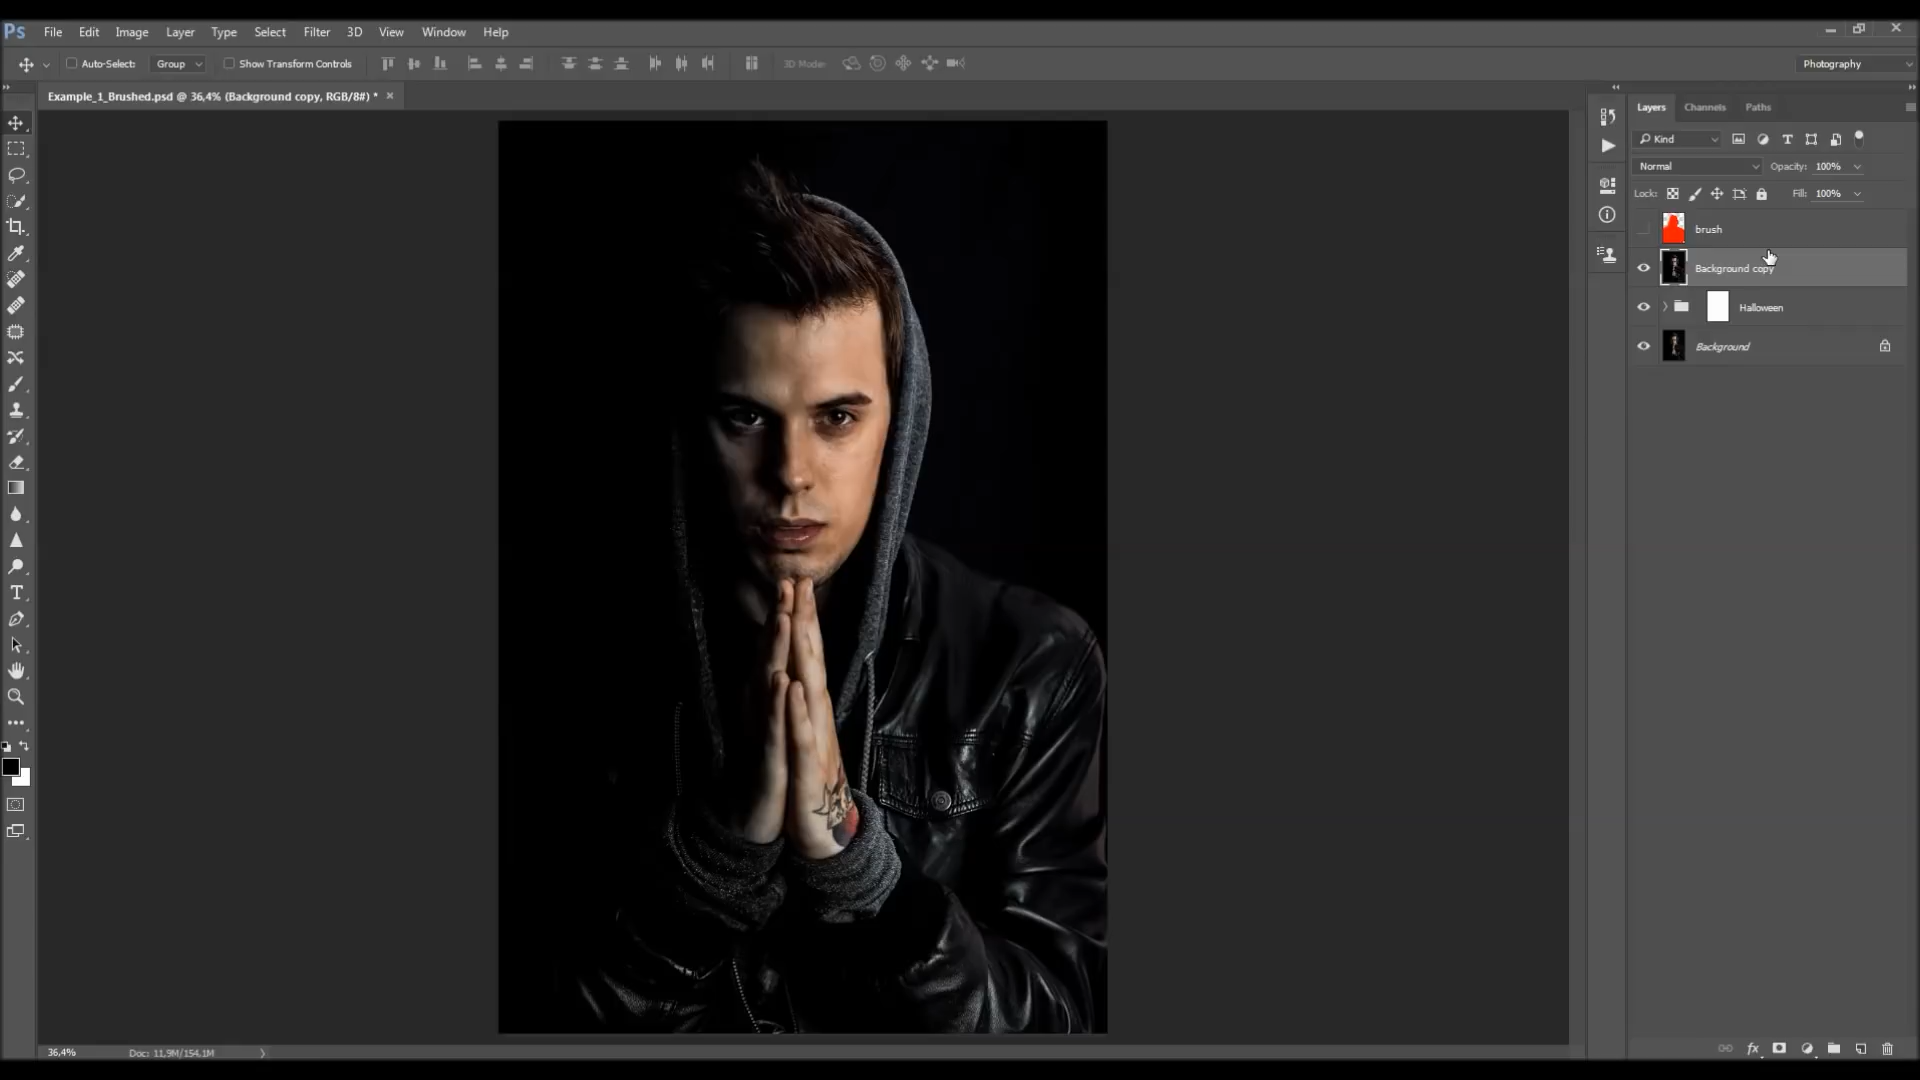 Ps File Edit Image Layer Type Select Filter 3D View Window Help
Auto-Select: Group Show Transform Controls 3D Mode: Photography
Example_1_Brushed.psd @ 36,4% (Background copy, RGB/8#) * ×
Layers Channels Paths
Kind
Normal Opacity: 100%
Lock: Fill: 100%
brush
Background copy
Halloween
Background
36,4% Doc: 11,9M/154,1M